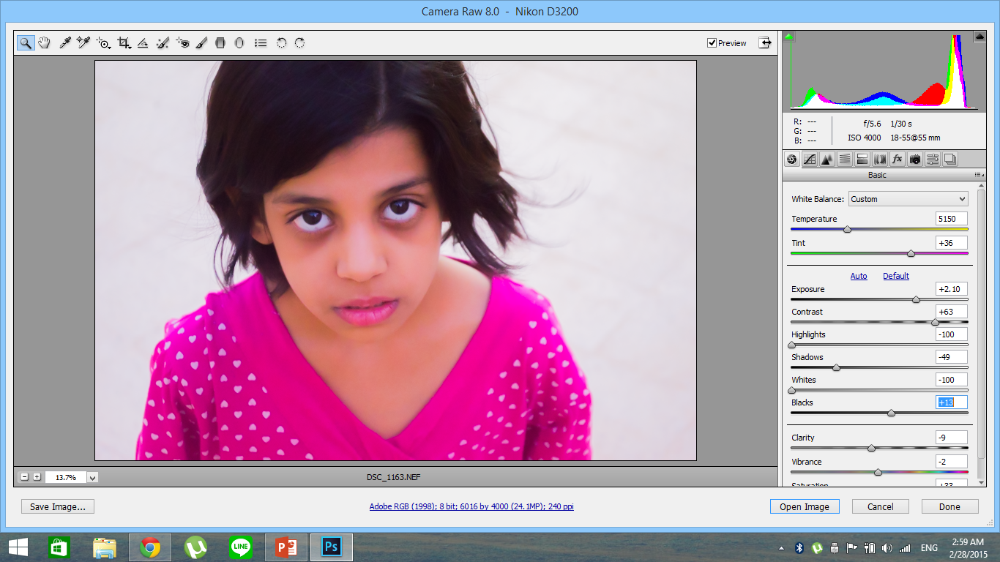 Camera Raw 8.0 - Nikon D3200
Preview
R: ---
G: ---
B: ---
f/5.6 1/30 s
ISO 4000 18-55@55 mm
fx
Basic
White Balance: Custom
Temperature 5150
Tint +36
Auto Default
Exposure +2.10
Contrast +63
Highlights -100
Shadows -49
Whites -100
Blacks +13
Clarity -9
Vibrance -2
Saturation +33
13.7% DSC_1163.NEF
Save Image... Adobe RGB (1998); 8 bit; 6016 by 4000 (24.1MP); 240 ppi Open Image Cancel Done
LINE P Ps ENG 2:59 AM
2/28/2015